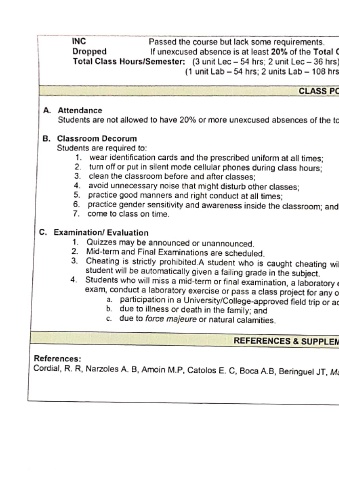 INC Passed the course but lack some requirements.
Dropped If unexcused absence is at least 20% of the Total
Total Class Hours/Semester: (3 unit Lec – 54 hrs; 2 unit Lec – 36 hrs)
(1 unit Lab – 54 hrs; 2 units Lab – 108 hrs
CLASS PO
A. Attendance
Students are not allowed to have 20% or more unexcused absences of the to
B. Classroom Decorum
Students are required to:
1. wear identification cards and the prescribed uniform at all times;
2. turn off or put in silent mode cellular phones during class hours;
3. clean the classroom before and after classes;
4. avoid unnecessary noise that might disturb other classes;
5. practice good manners and right conduct at all times;
6. practice gender sensitivity and awareness inside the classroom; and
7. come to class on time.
C. Examination/ Evaluation
1. Quizzes may be announced or unannounced.
2. Mid-term and Final Examinations are scheduled.
3. Cheating is strictly prohibited.A student who is caught cheating wil
student will be automatically given a failing grade in the subject.
4. Students who will miss a mid-term or final examination, a laboratory
exam, conduct a laboratory exercise or pass a class project for any o
a. participation in a University/College-approved field trip or ac
b. due to illness or death in the family; and
c. due to force majeure or natural calamities.
REFERENCES & SUPPLEM
References:
Cordial, R. R, Narzoles A. B, Amoin M.P, Catolos E. C, Boca A.B, Beringuel JT,